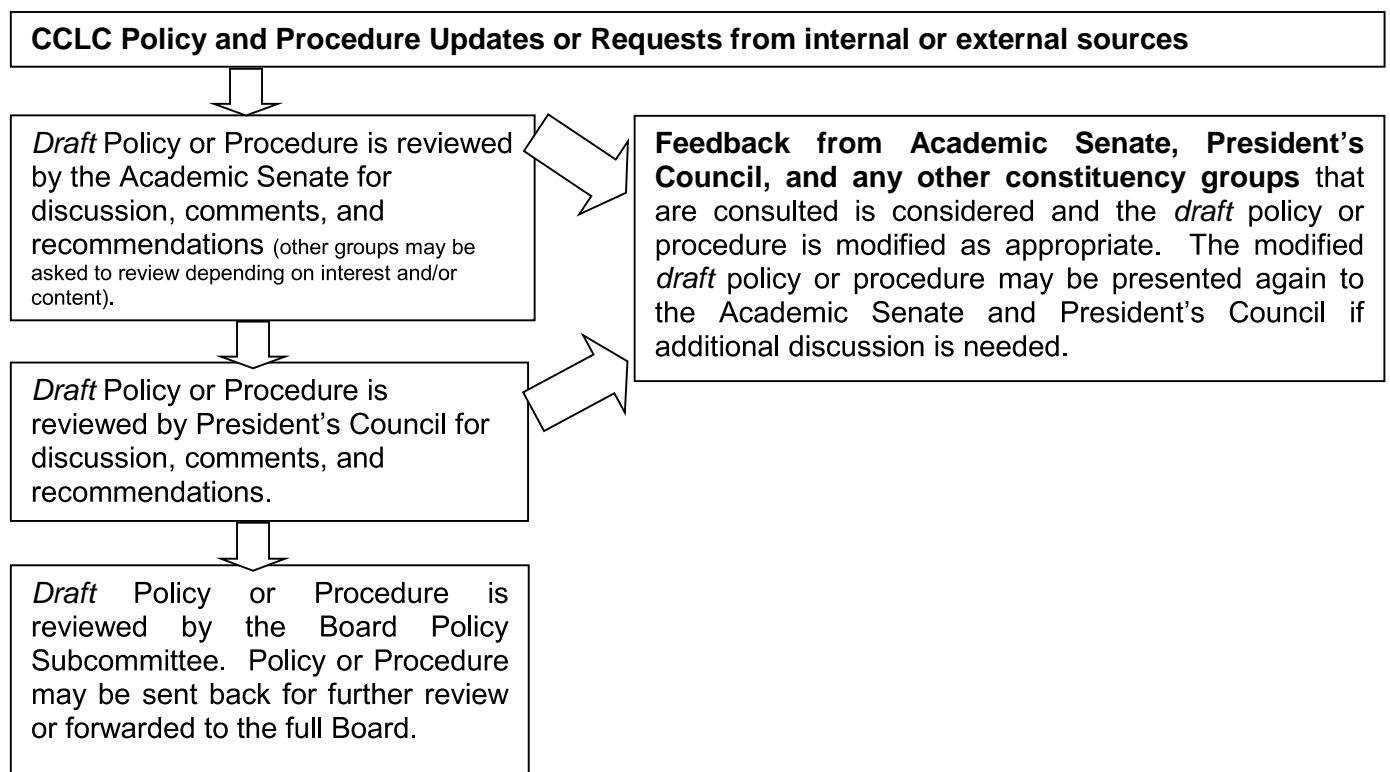 CCLC Policy and Procedure Updates or Requests from internal or external sources
Draft Policy or Procedure is reviewed
by the Academic Senate for
discussion, comments, and
recommendations (other groups may be
asked to review depending on interest and/or
content).
Feedback from Academic Senate, President’s
Council, and any other constituency groups that
are consulted is considered and the draft policy or
procedure is modified as appropriate. The modified
draft policy or procedure may be presented again to
the Academic Senate and President’s Council if
additional discussion is needed.
Draft Policy or Procedure is
reviewed by President’s Council for
discussion, comments, and
recommendations.
Draft Policy or Procedure is
reviewed by the Board Policy
Subcommittee. Policy or Procedure
may be sent back for further review
or forwarded to the full Board.